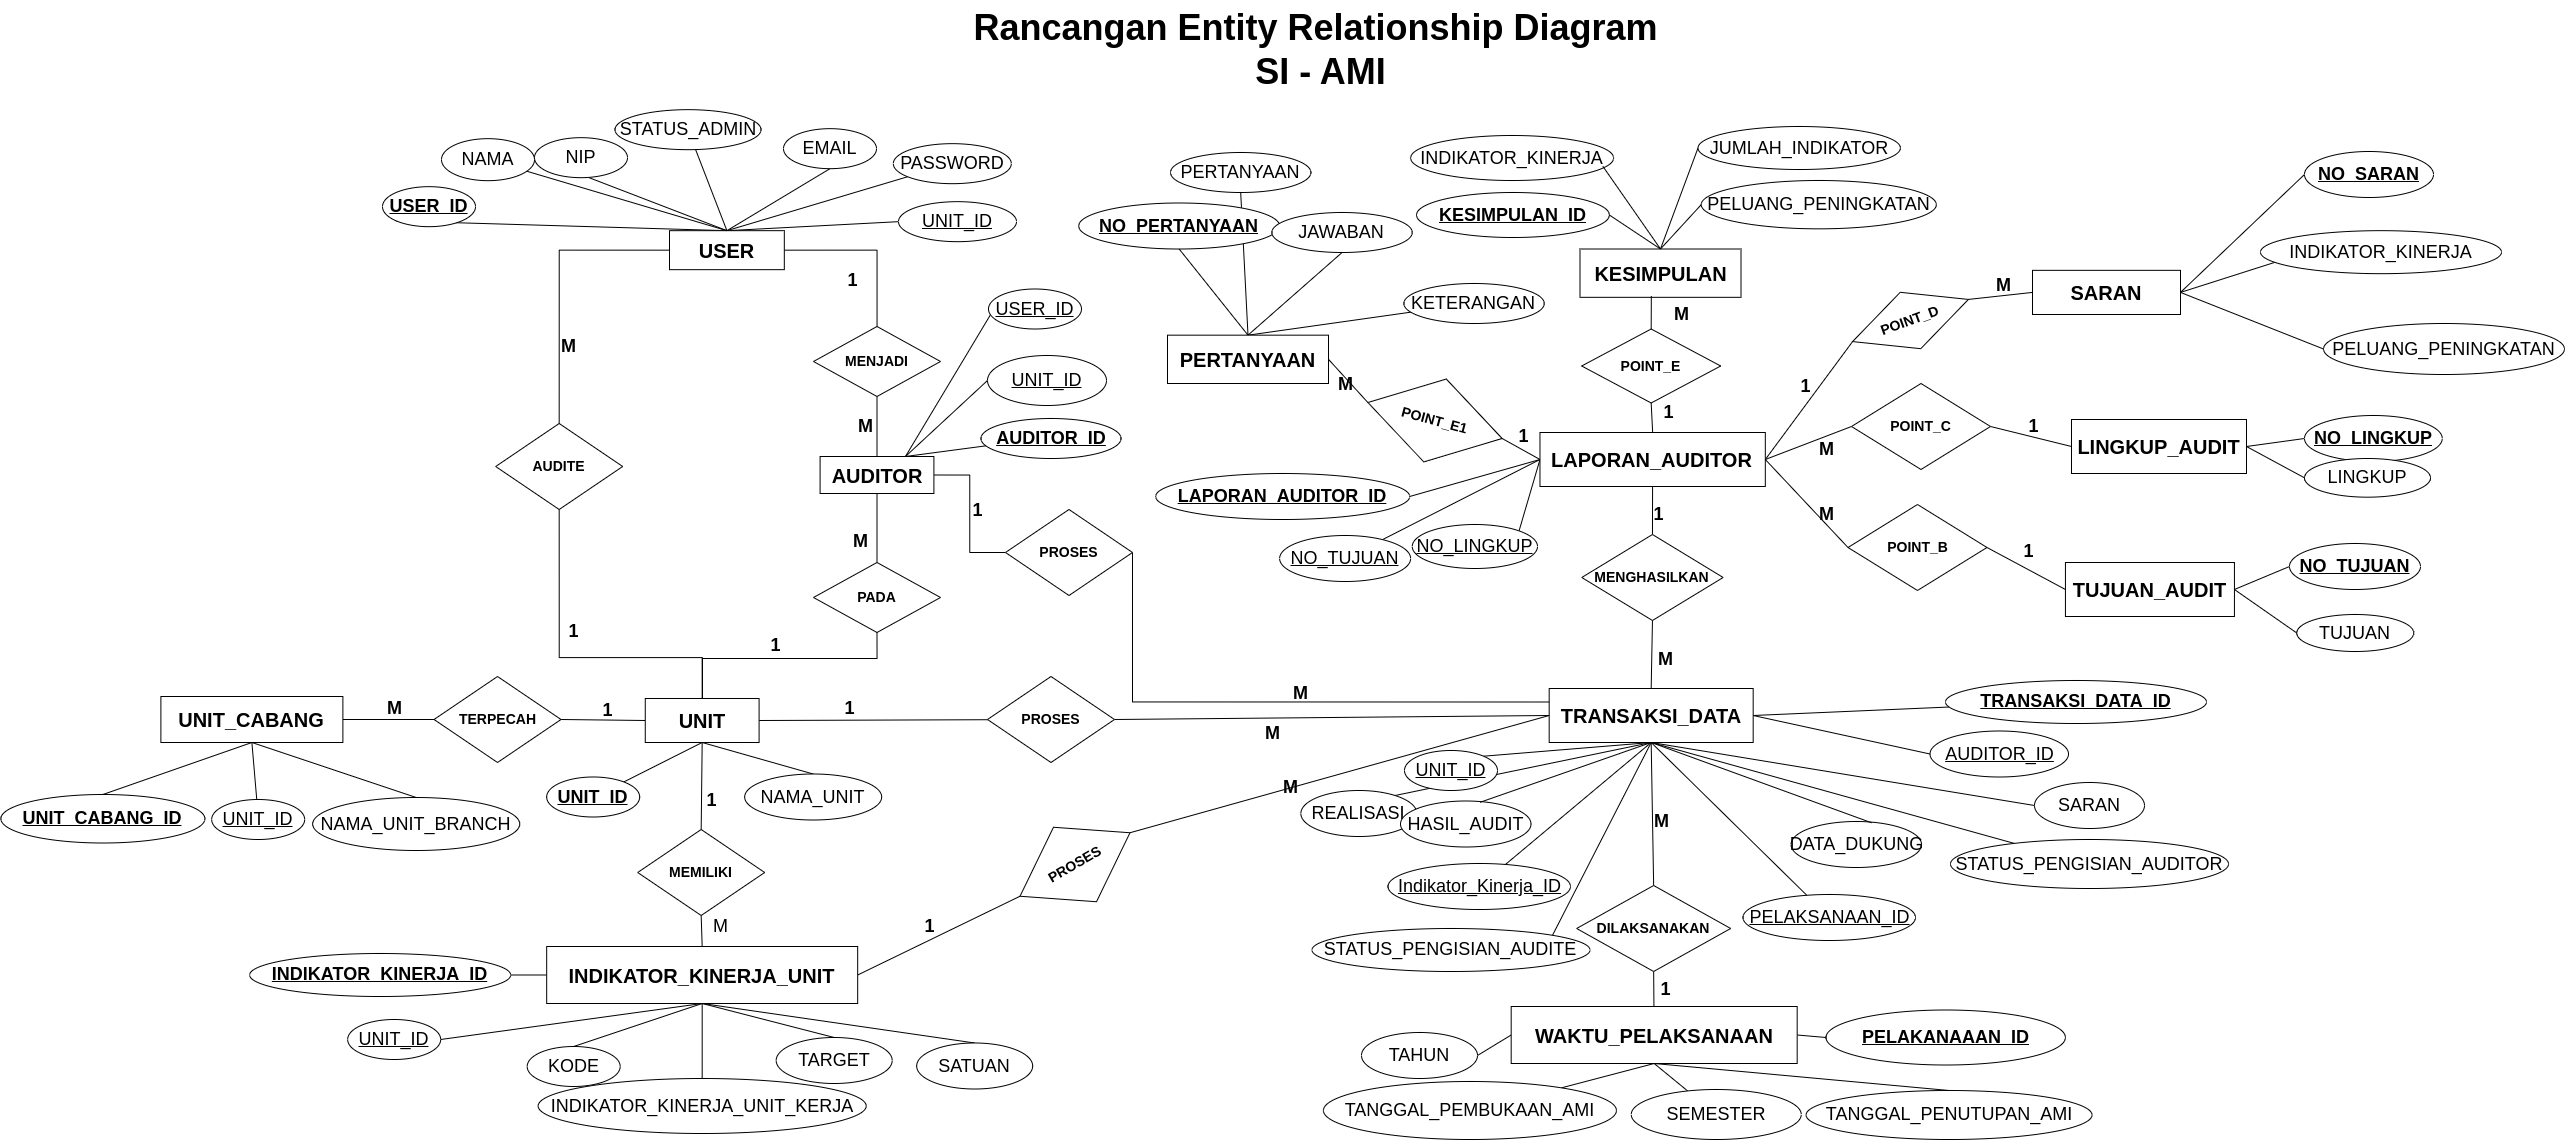 Rancangan Entity Relationship Diagram
SI - AMI
STATUS_ADMIN
NAMA
NIP
EMAIL
PASSWORD
USER_ID
UNIT_ID
USER
1
M
MENJADI
M
AUDITE
1
USER_ID
UNIT_ID
AUDITOR_ID
AUDITOR
M
PADA
1
1
PROSES
M
PERTANYAAN
NO_PERTANYAAN
JAWABAN
KETERANGAN
PERTANYAAN
M
POINT_E1
1
INDIKATOR_KINERJA
JUMLAH_INDIKATOR
KESIMPULAN_ID
PELUANG_PENINGKATAN
KESIMPULAN
M
POINT_E
1
LAPORAN_AUDITOR
LAPORAN_AUDITOR_ID
NO_TUJUAN
NO_LINGKUP
NO_SARAN
INDIKATOR_KINERJA
PELUANG_PENINGKATAN
SARAN
M
POINT_D
1
M
POINT_C
1
LINGKUP_AUDIT
NO_LINGKUP
LINGKUP
M
POINT_B
1
TUJUAN_AUDIT
NO_TUJUAN
TUJUAN
1
MENGHASILKAN
M
UNIT_CABANG
M
TERPECAH
1
UNIT
1
PROSES
M
TRANSAKSI_DATA
UNIT_CABANG_ID
UNIT_ID
NAMA_UNIT_BRANCH
UNIT_ID
NAMA_UNIT
1
MEMILIKI
M
M
PROSES
1
TRANSAKSI_DATA_ID
AUDITOR_ID
UNIT_ID
REALISASI
HASIL_AUDIT
SARAN
DATA_DUKUNG
STATUS_PENGISIAN_AUDITOR
Indikator_Kinerja_ID
PELAKSANAAN_ID
STATUS_PENGISIAN_AUDITE
M
DILAKSANAKAN
1
INDIKATOR_KINERJA_ID
INDIKATOR_KINERJA_UNIT
UNIT_ID
KODE
TARGET
SATUAN
INDIKATOR_KINERJA_UNIT_KERJA
WAKTU_PELAKSANAAN
PELAKANAAAN_ID
TAHUN
TANGGAL_PEMBUKAAN_AMI
SEMESTER
TANGGAL_PENUTUPAN_AMI